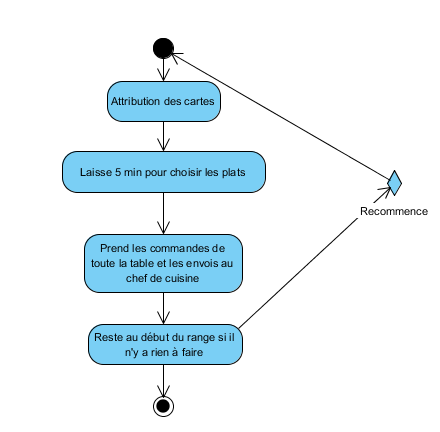 Attribution des cartes
Laisse 5 min pour choisir les plats
Prend les commandes de
toute la table et les envois au
chef de cuisine
Reste au début du range si il
n'y a rien à faire
Recommence